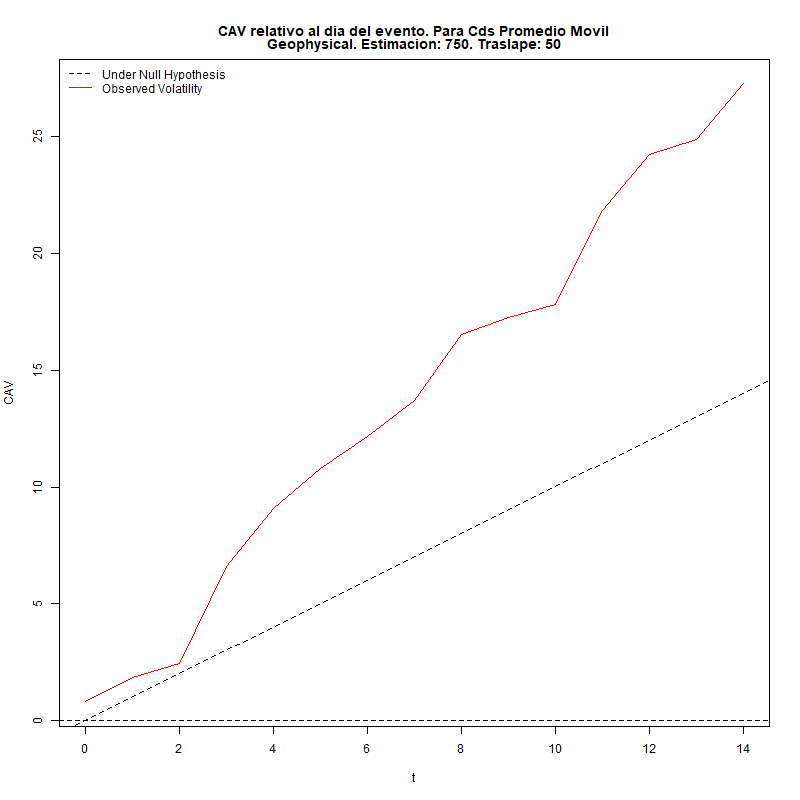 CAV relativo al dia del evento. Para Cds Promedio Movil
Geophysical. Estimacion: 750. Traslape: 50
Under Null Hypothesis
Observed Volatility
25
20
15
10
5
0
CAV
0 2 4 6 8 10 12 14
t